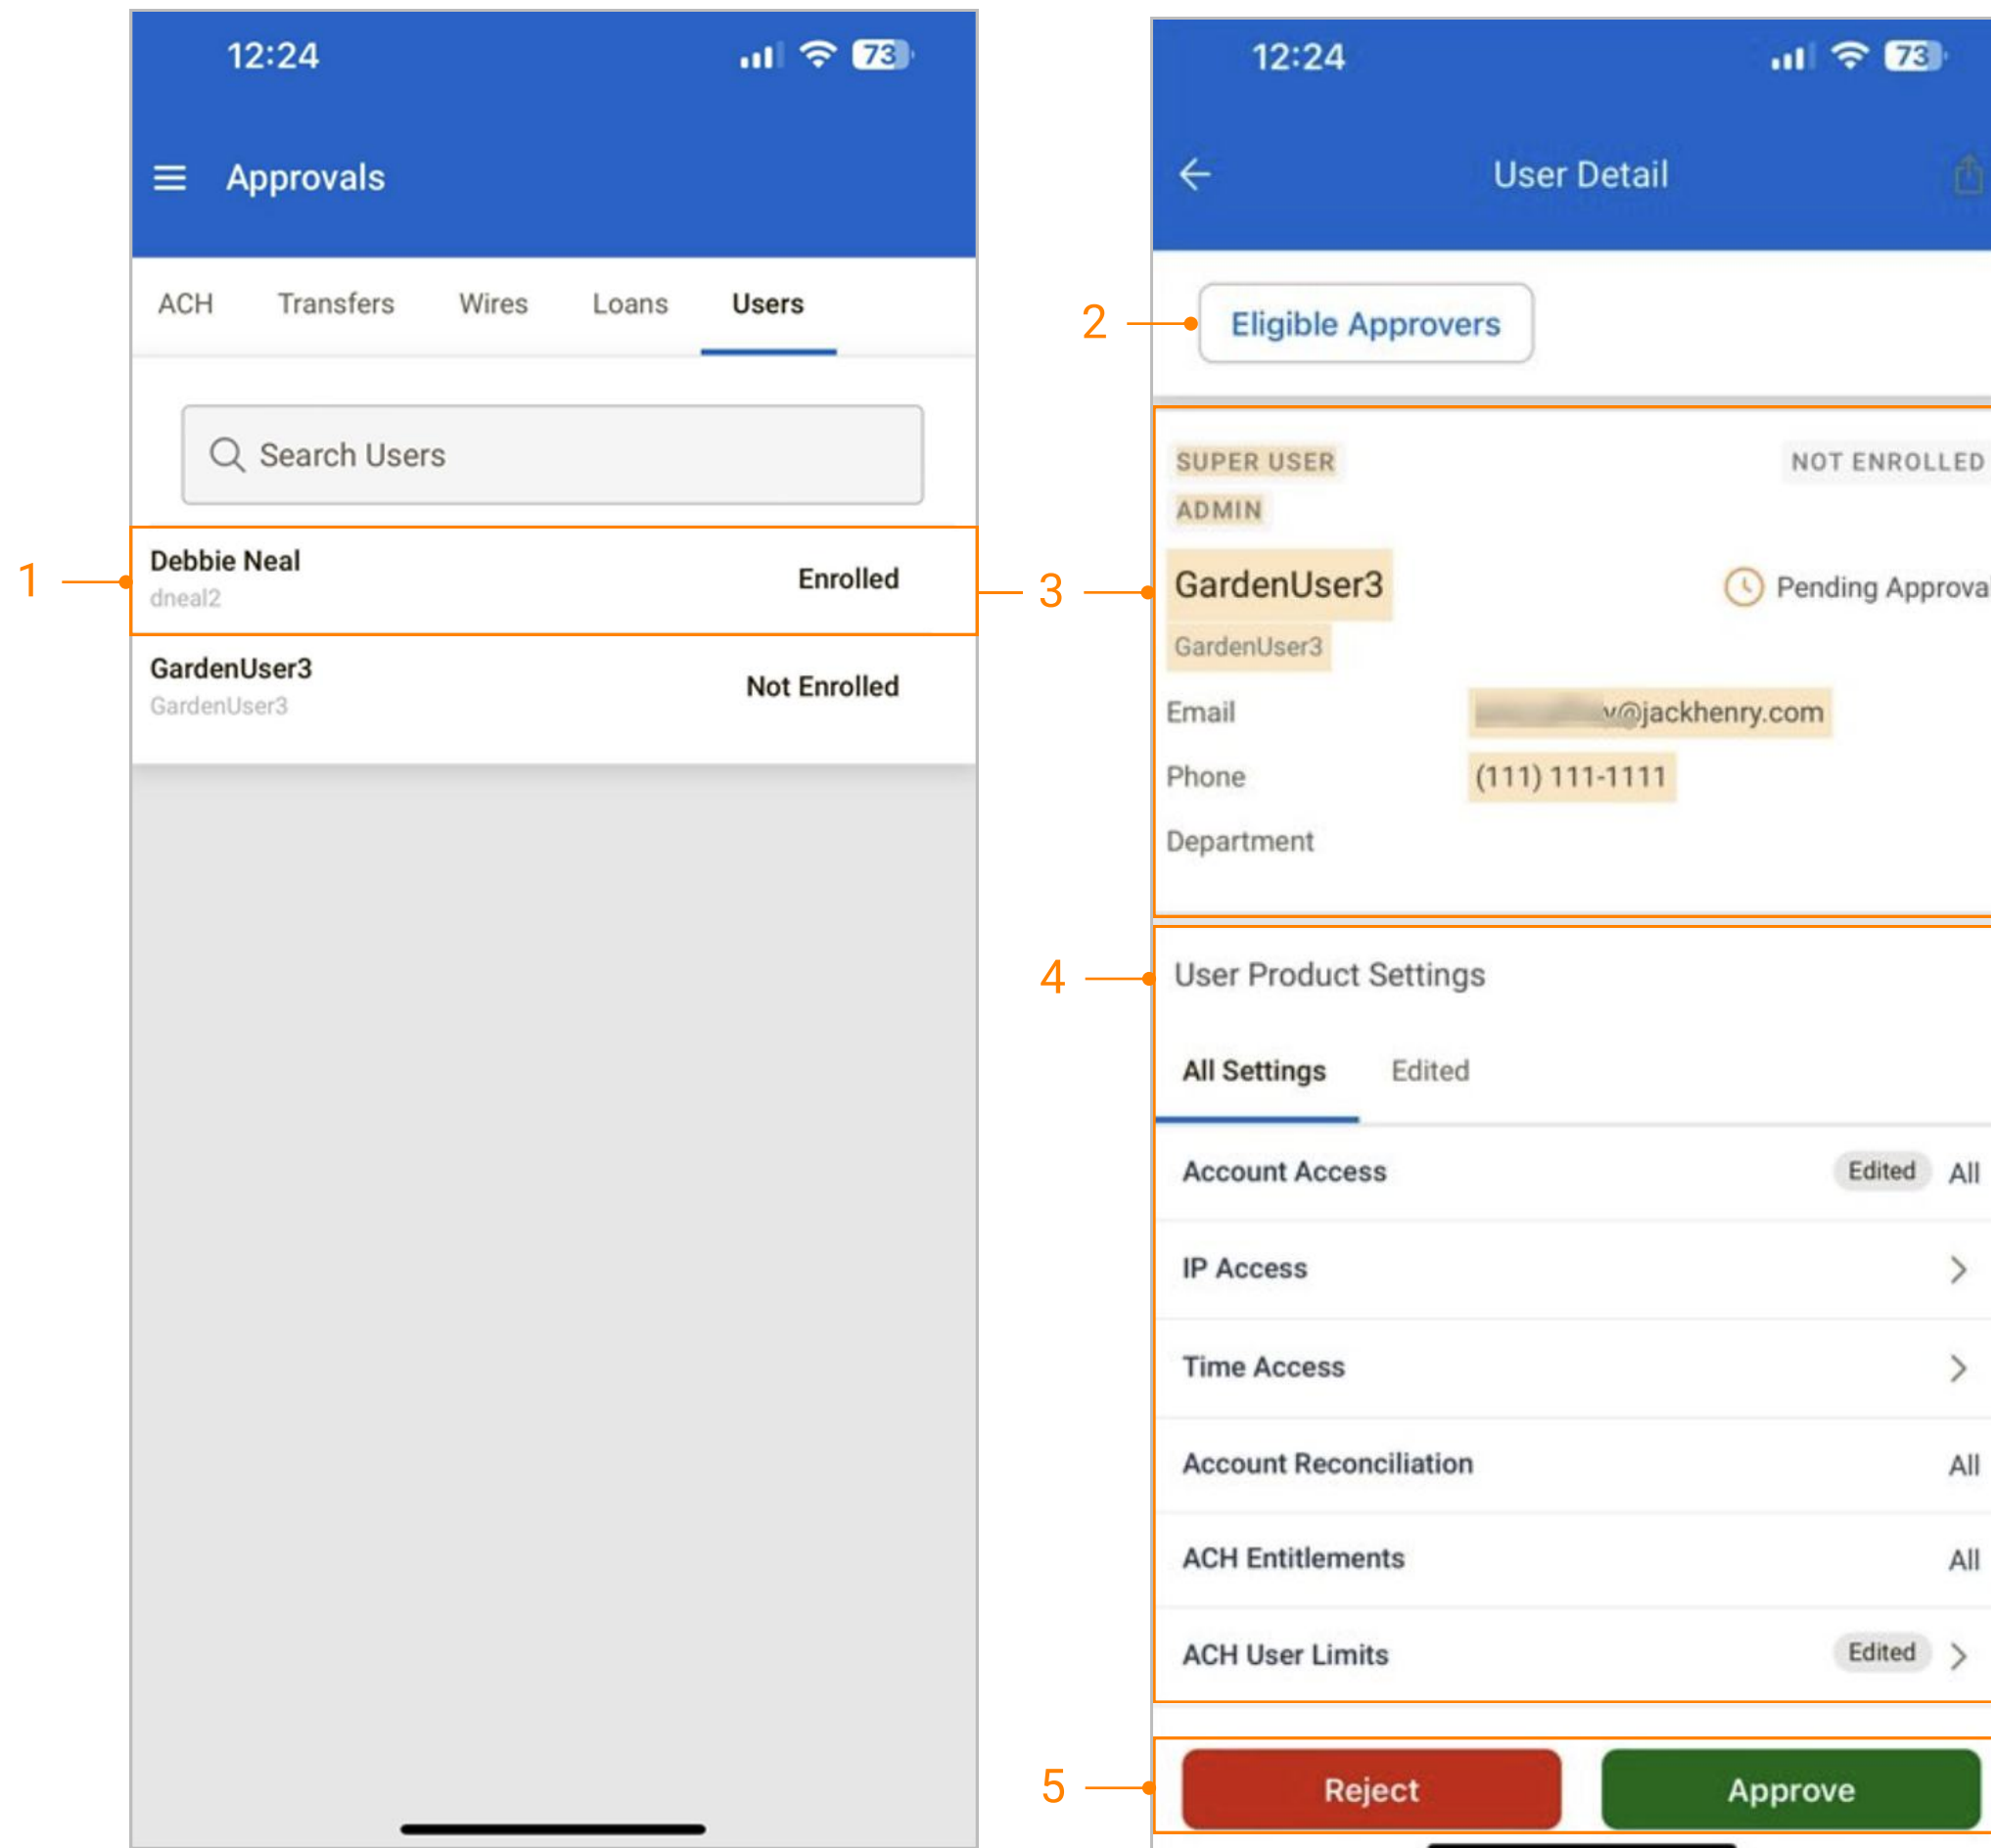 12:24
73
Approvals
ACH Transfers Wires Loans Users
Search Users
1
Debbie Neal
dneal2
Enrolled
GardenUser3
GardenUser3
Not Enrolled
12:24
73
User Detail
2
Eligible Approvers
SUPER USER
NOT ENROLLED
ADMIN
3
GardenUser3
Pending Approva
GardenUser3
Email
y@jackhenry.com
Phone
(111) 111-1111
Department
4
User Product Settings
All Settings Edited
Account Access Edited All
IP Access
Time Access
Account Reconciliation All
ACH Entitlements All
ACH User Limits Edited
5
Reject Approve